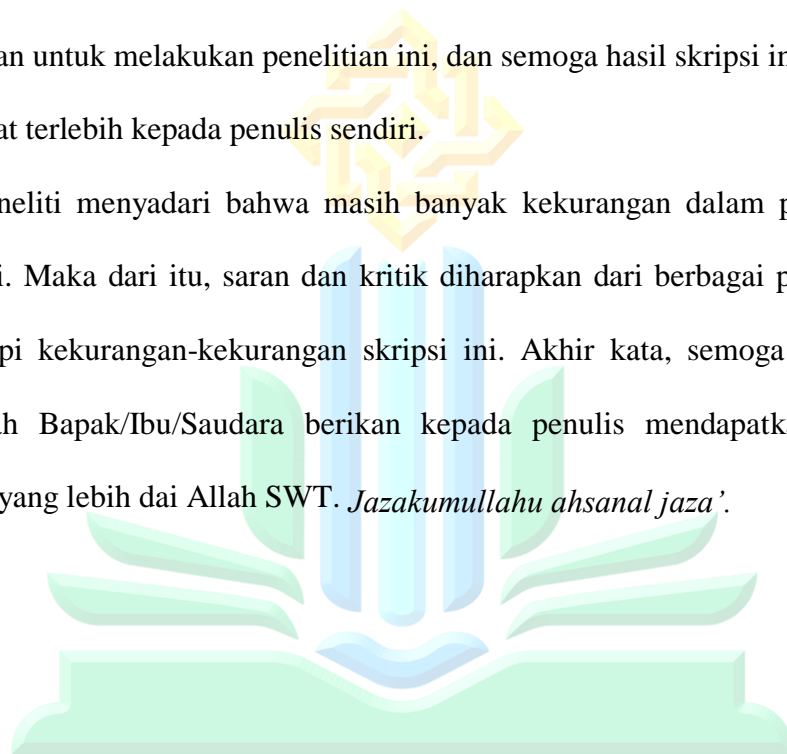 an untuk melakukan penelitian ini, dan semoga hasil skripsi in
at terlebih kepada penulis sendiri.
neliti menyadari bahwa masih banyak kekurangan dalam p
i. Maka dari itu, saran dan kritik diharapkan dari berbagai p
pi kekurangan-kekurangan skripsi ini. Akhir kata, semoga
ah Bapak/Ibu/Saudara berikan kepada penulis mendapatk
yang lebih dai Allah SWT. Jazakumullahu ahsanal jaza’.